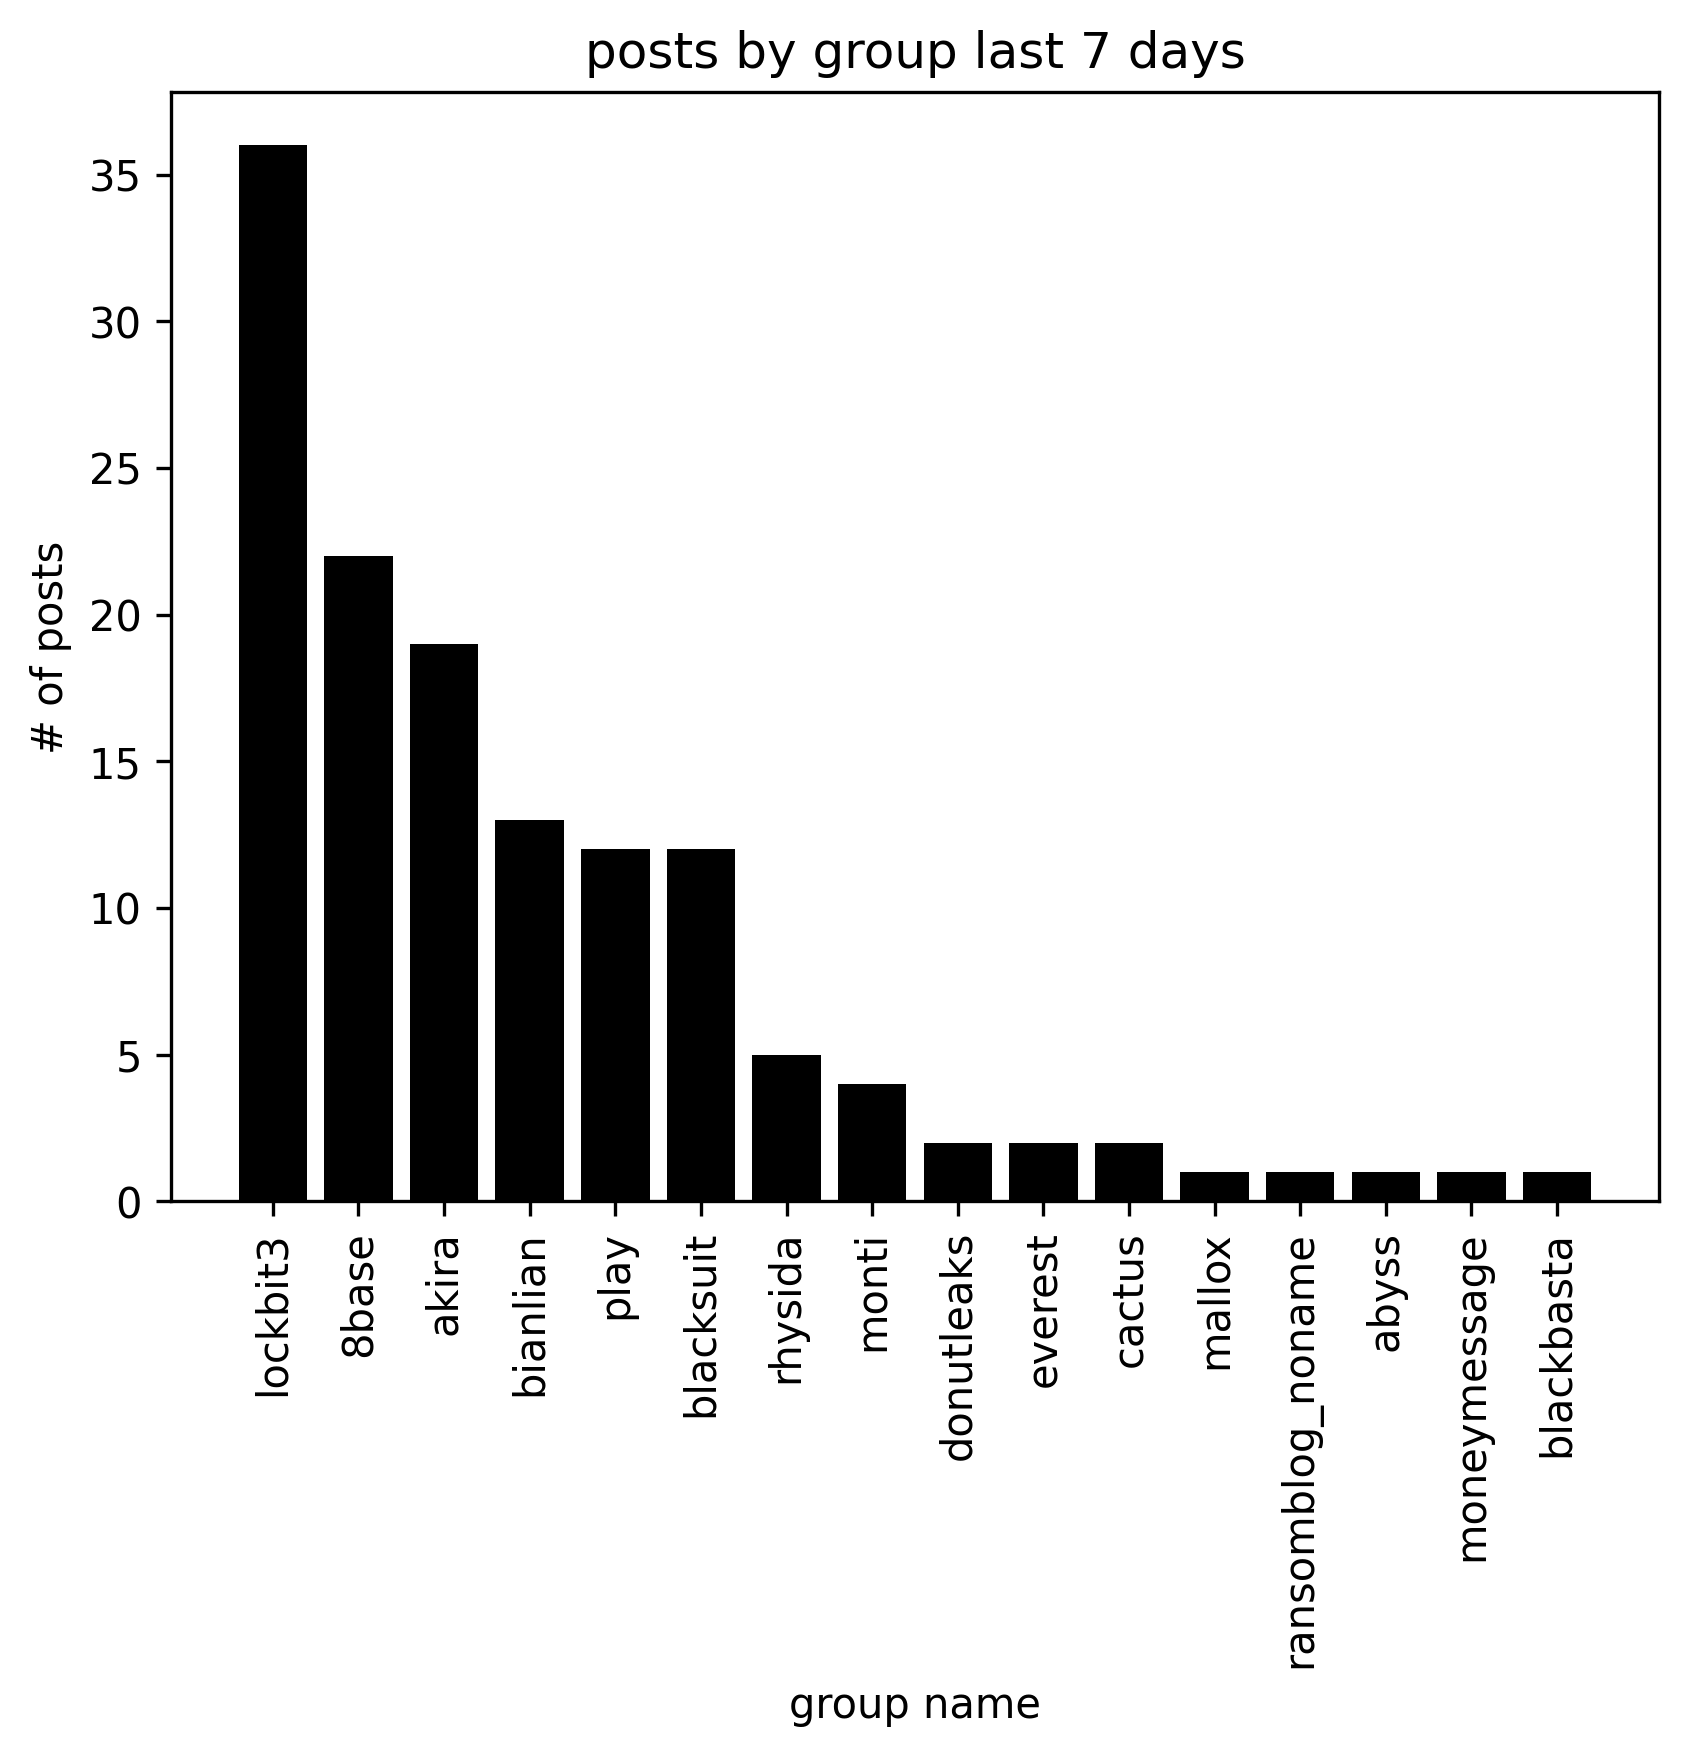 posts by group last 7 days
# of posts
35
30
25
20
15
10
5
0
lockbit3
8base
akira
bianlian
play
blacksuit
rhysida
monti
donutleaks
everest
cactus
mallox
ransomblog_noname
abyss
moneymessage
blackbasta
group name